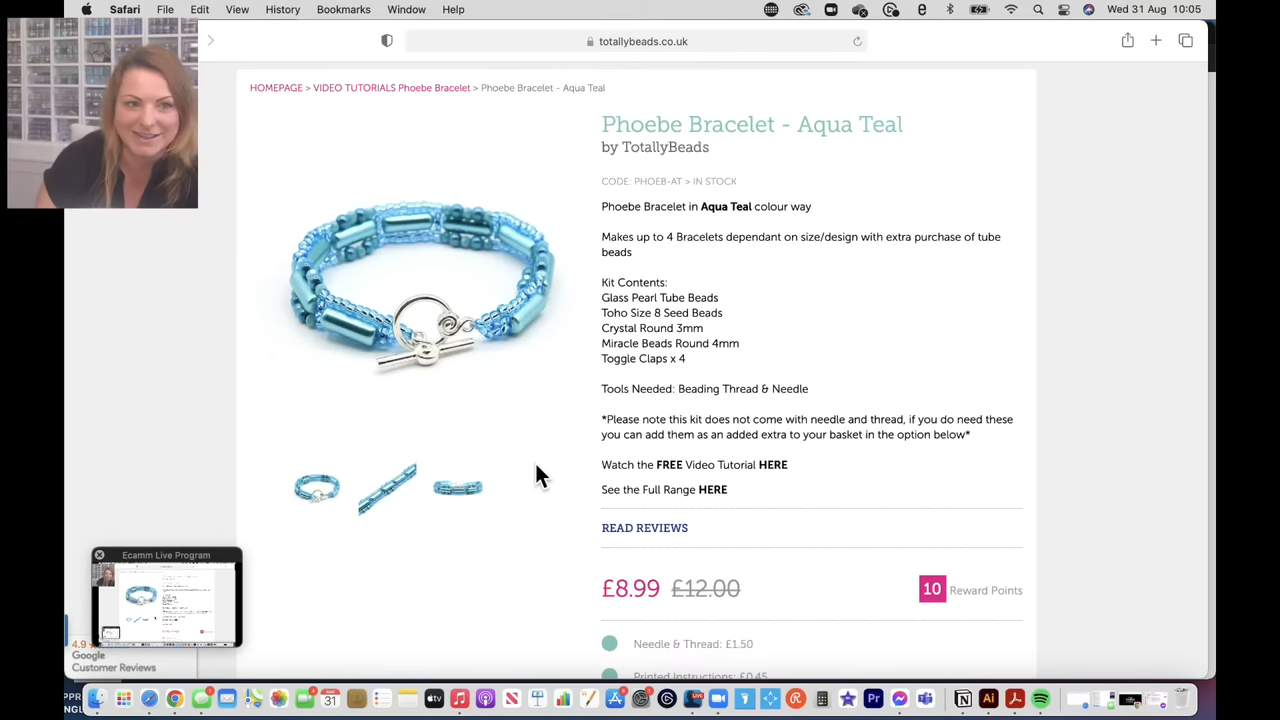 Safari File Edit View History Bookmarks Window Help Wed 31 Aug 10:05
totallybeads.co.uk
HOMEPAGE > VIDEO TUTORIALS Phoebe Bracelet > Phoebe Bracelet - Aqua Teal
Phoebe Bracelet - Aqua Teal
by TotallyBeads
CODE: PHOEB-AT > IN STOCK
Phoebe Bracelet in Aqua Teal colour way
Makes up to 4 Bracelets dependant on size/design with extra purchase of tube
beads
Kit Contents:
Glass Pearl Tube Beads
Toho Size 8 Seed Beads
Crystal Round 3mm
Miracle Beads Round 4mm
Toggle Claps x 4
Tools Needed: Beading Thread & Needle
*Please note this kit does not come with needle and thread, if you do need these
you can add them as an added extra to your basket in the option below*
Watch the FREE Video Tutorial HERE
See the Full Range HERE
READ REVIEWS
£8.99 £12.00 10 Reward Points
Needle & Thread: £1.50
Printed Instructions: £0.45
Ecamm Live Program
4.9
Google
Customer Reviews